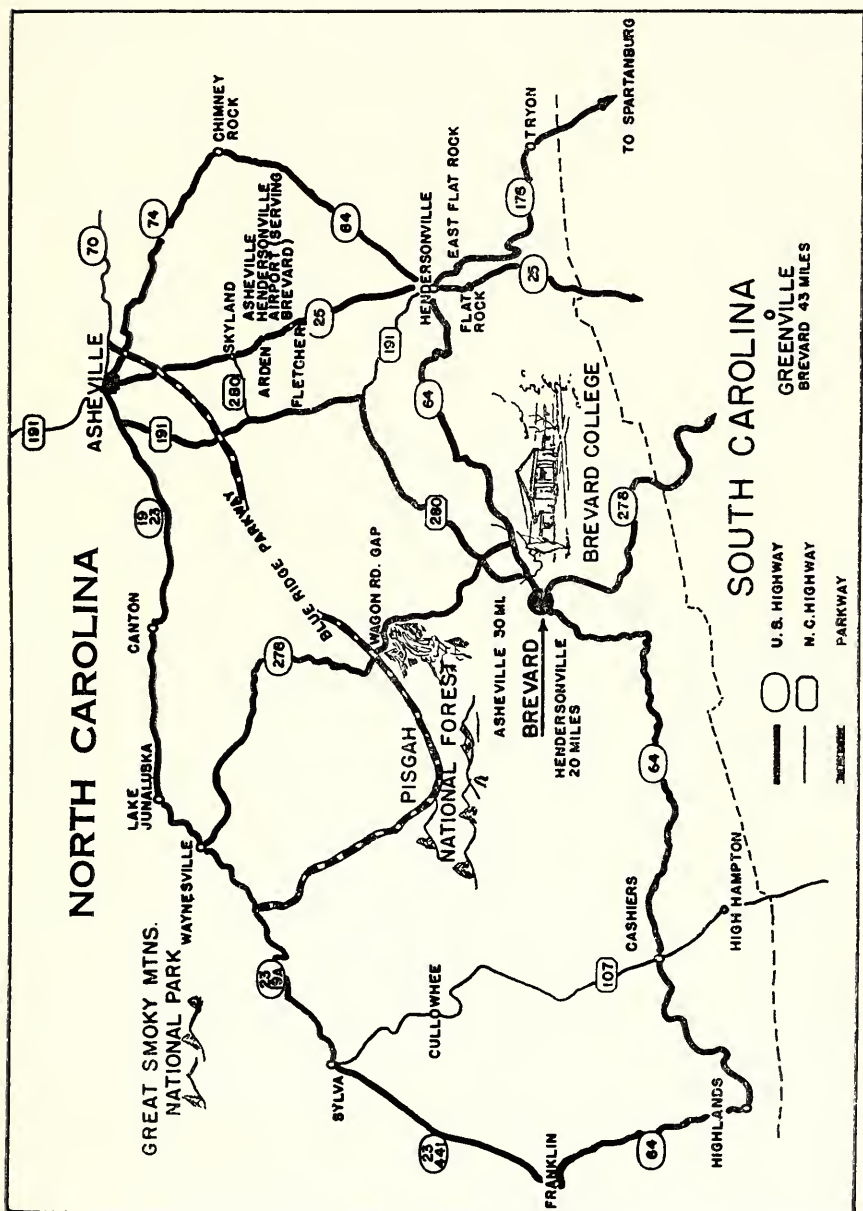 NORTH CAROLINA
GREAT SMOKY MTNS.
NATIONAL PARK
WAYNESVILLE
LAKE
JUNALUSKA
CANTON
19
23
ASHEVILLE
191
191
70
74
CHIMNEY
ROCK
SKYLAND
280
ARDEN
FLETCHER
ASHEVILLE
HENDERSONVILLE
AIRPORT (SERVING
BREVARD)
25
64
191
HENDERSONVILLE
EAST FLAT ROCK
FLAT
ROCK
176
TRYON
TO SPARTANBURG
25
BLUE RIDGE PARKWAY
276
WAGON RD. GAP
PISGAH
NATIONAL FOREST
280
64
BREVARD COLLEGE
ASHEVILLE 30 MI.
BREVARD
HENDERSONVILLE
20 MILES
278
23
19A
SYLVA
CULLOWHEE
107
23
441
FRANKLIN
64
HIGHLANDS
CASHIERS
HIGH HAMPTON
64
SOUTH CAROLINA
GREENVILLE
BREVARD 43 MILES
U.S. HIGHWAY
N.C. HIGHWAY
PARKWAY